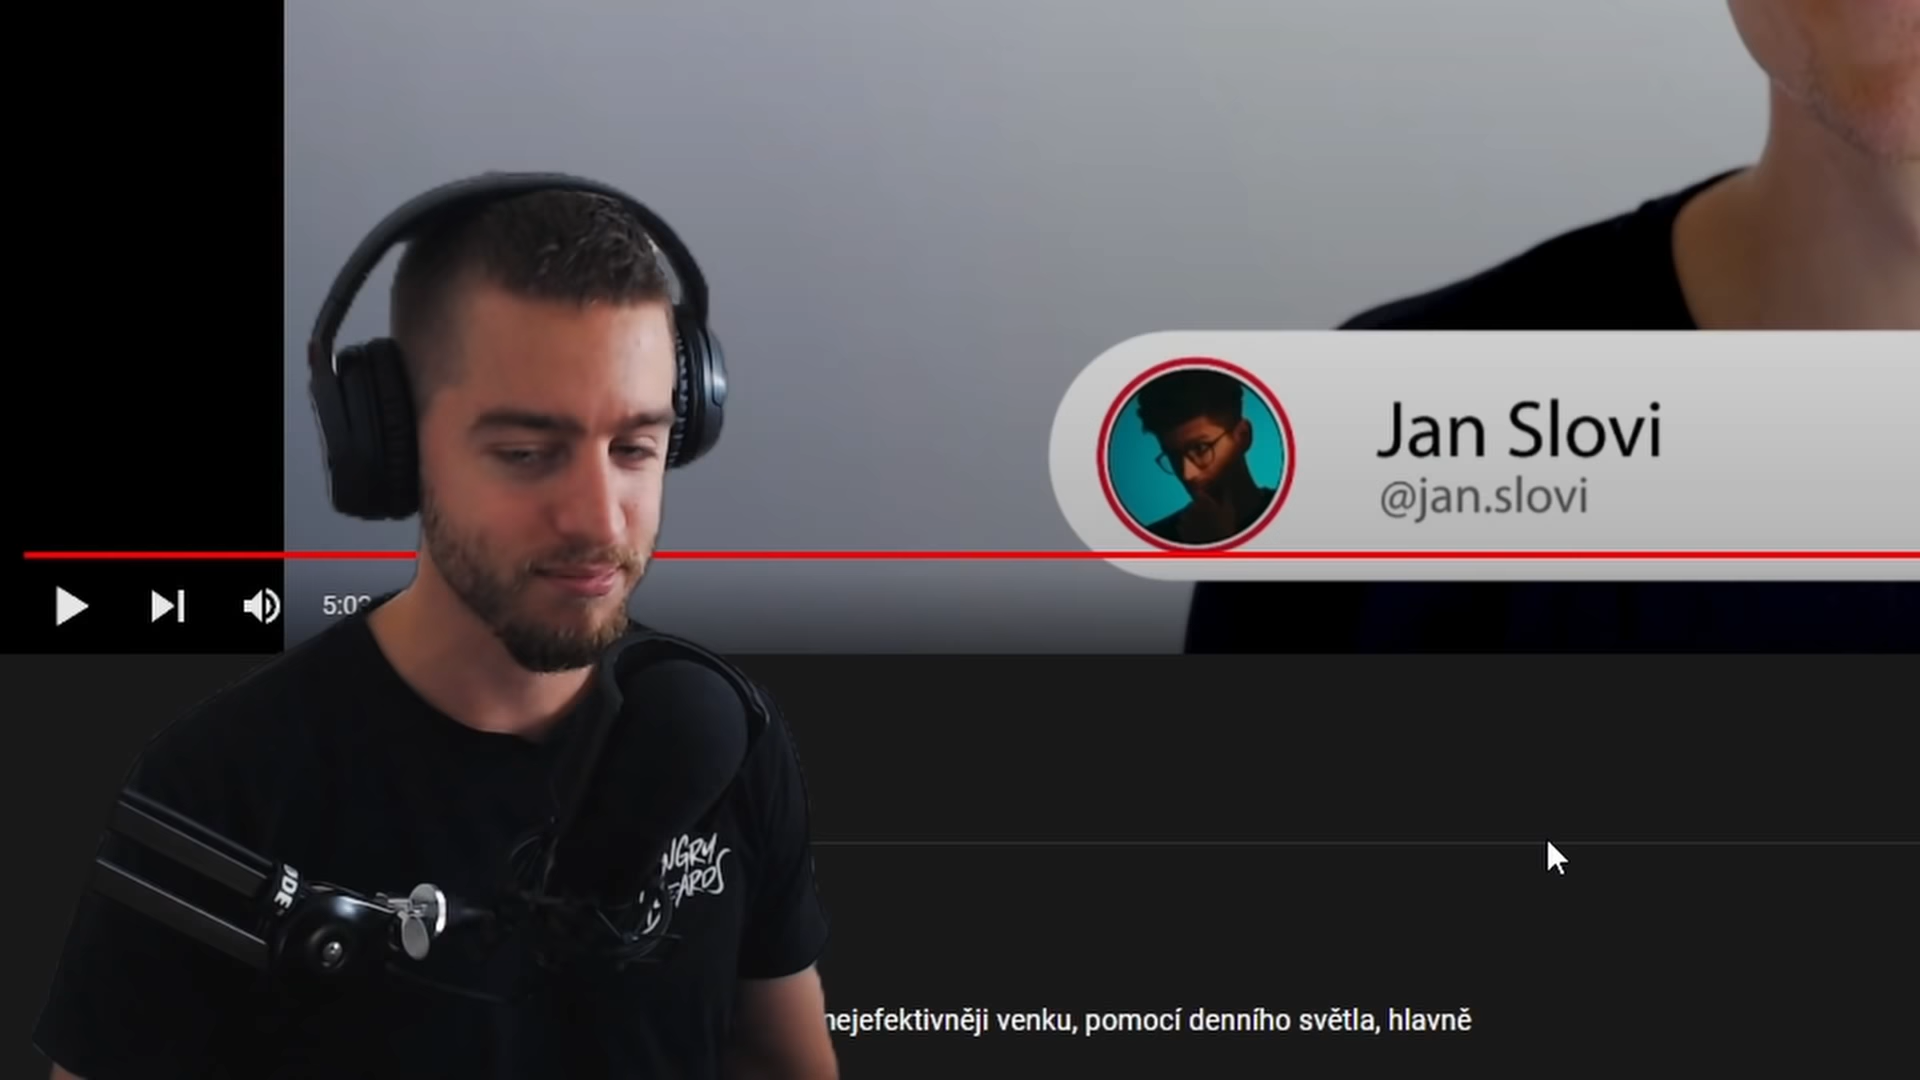 Jan Slovi
@jan.slovi
nejefektivněji venku, pomocí denního světla, hlavně